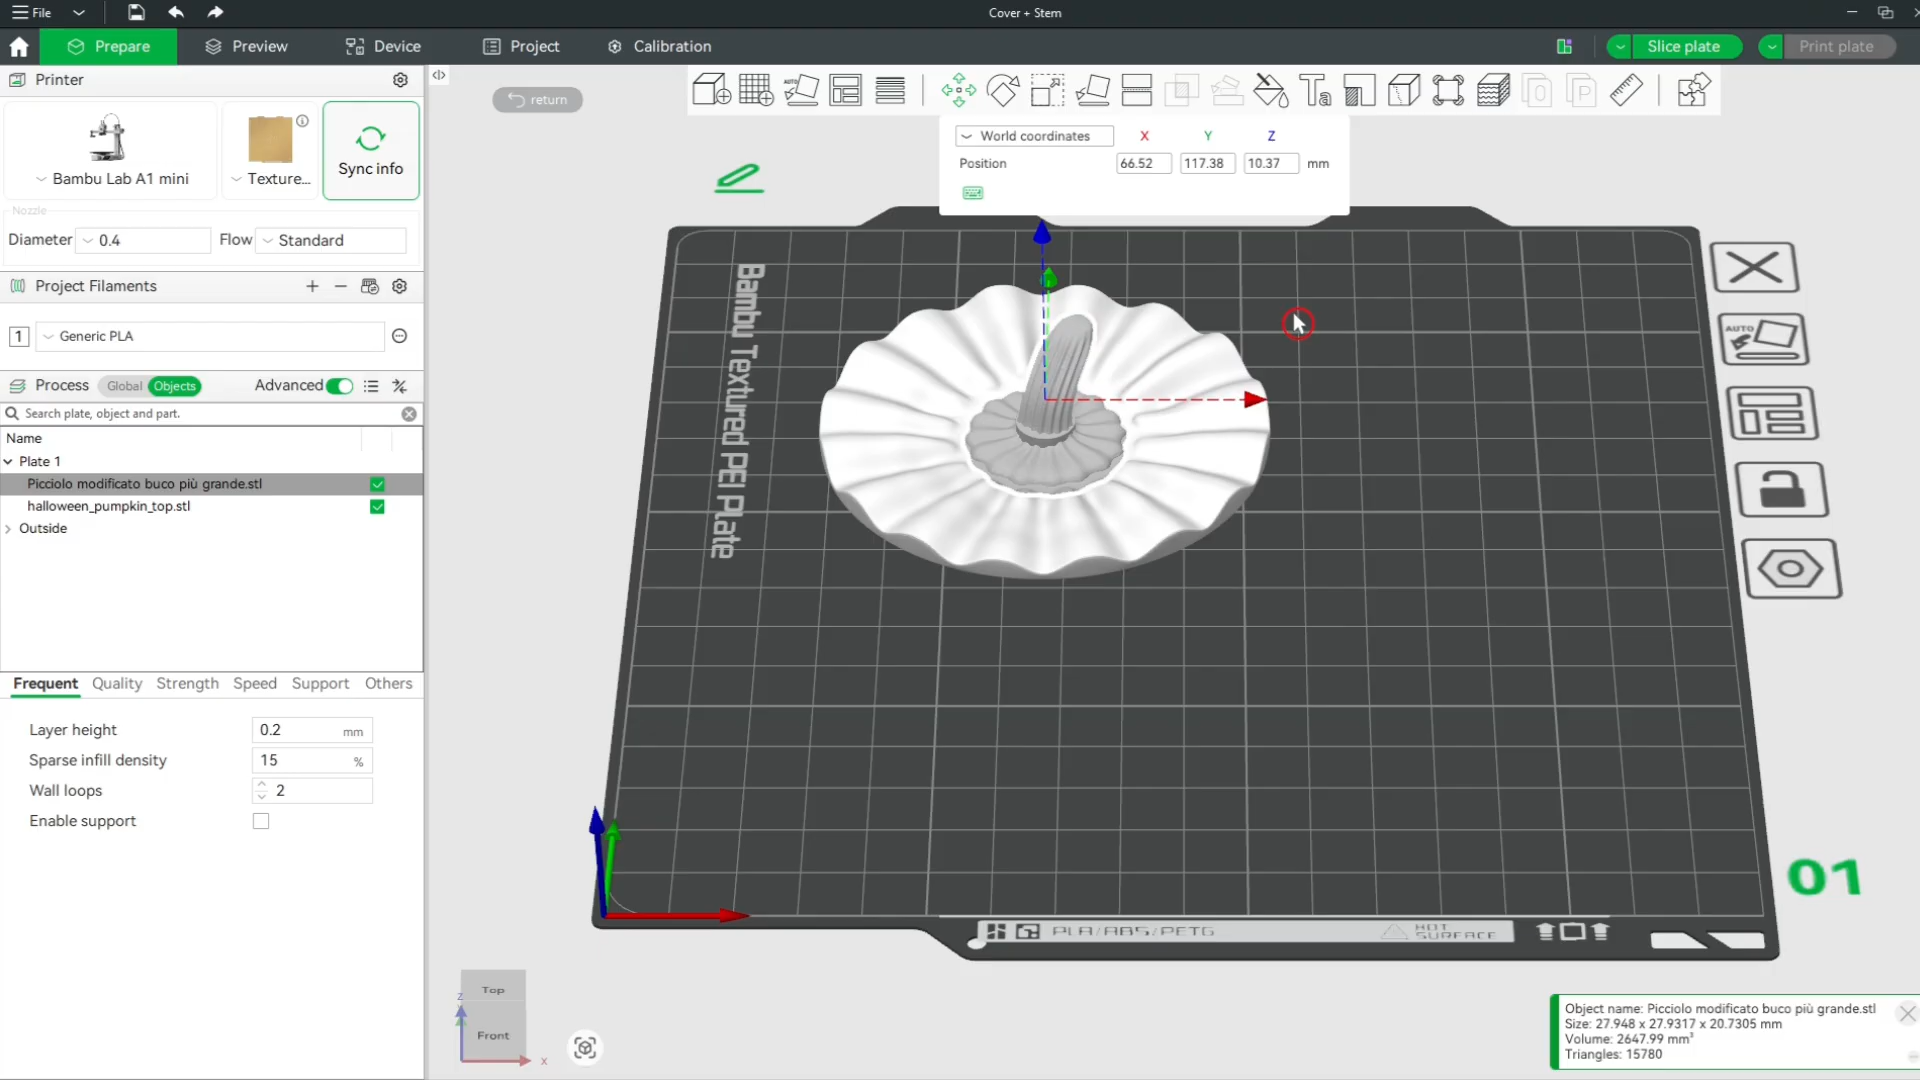 File
Cover + Stem
Prepare
Preview
Device
Project
Calibration
Slice plate
Print plate
Printer
Bambu Lab A1 mini
Texture...
Sync info
Nozzle
Diameter 0.4 Flow Standard
Project Filaments
1 Generic PLA
Process Global Objects Advanced
Search plate, object and part.
Name
Plate 1
Picciolo modificato buco più grande.stl
halloween_pumpkin_top.stl
Outside
Frequent Quality Strength Speed Support Others
Layer height 0.2 mm
Sparse infill density 15 %
Wall loops 2
Enable support
return
AUTO
Ta
World coordinates X Y Z
Position 66.52 117.38 10.37 mm
Bambu Textured PEI Plate
AUTO
01
PLA/ABS/PETG
HOT SURFACE
Top
Front
Z
X
Object name: Picciolo modificato buco più grande.stl
Size: 27.948 x 27.9317 x 20.7305 mm
Volume: 2647.99 mm³
Triangles: 15780